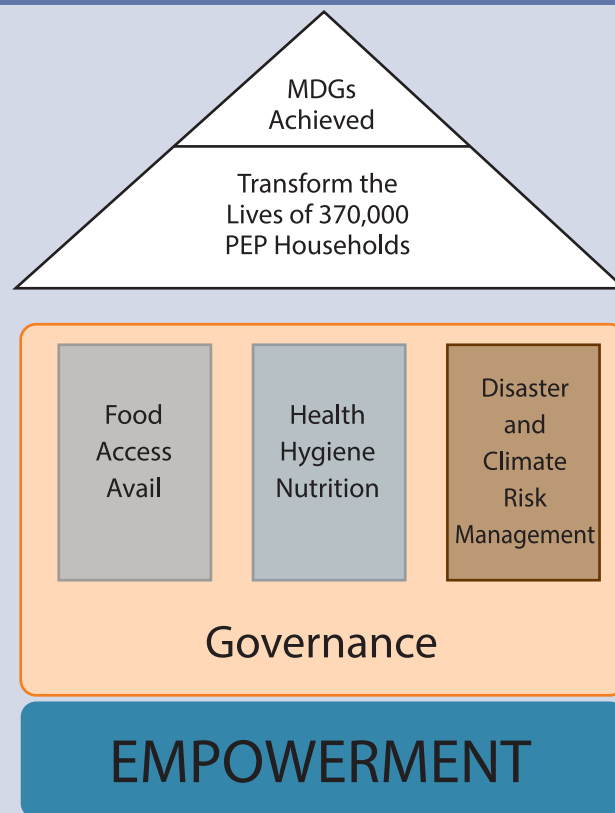 MDGs
Achieved
Transform the
Lives of 370,000
PEP Households
Food
Access
Avail
Health
Hygiene
Nutrition
Disaster
and
Climate
Risk
Management
Governance
EMPOWERMENT